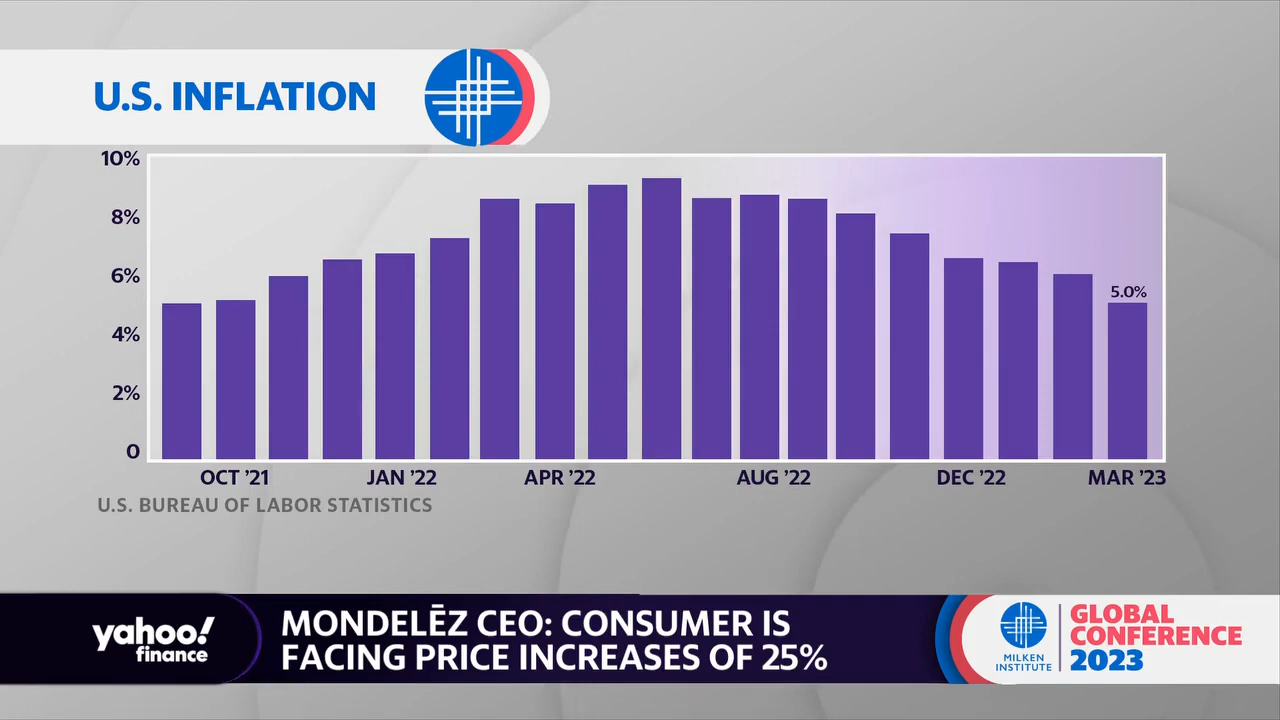 U.S. INFLATION
10%
8%
6%
4%
2%
0
5.0%
OCT ’21
JAN ’22
APR ’22
AUG ’22
DEC ’22
MAR ’23
U.S. BUREAU OF LABOR STATISTICS
yahoo!
finance
MONDELĒZ CEO: CONSUMER IS
FACING PRICE INCREASES OF 25%
MILKEN
INSTITUTE
GLOBAL
CONFERENCE
2023